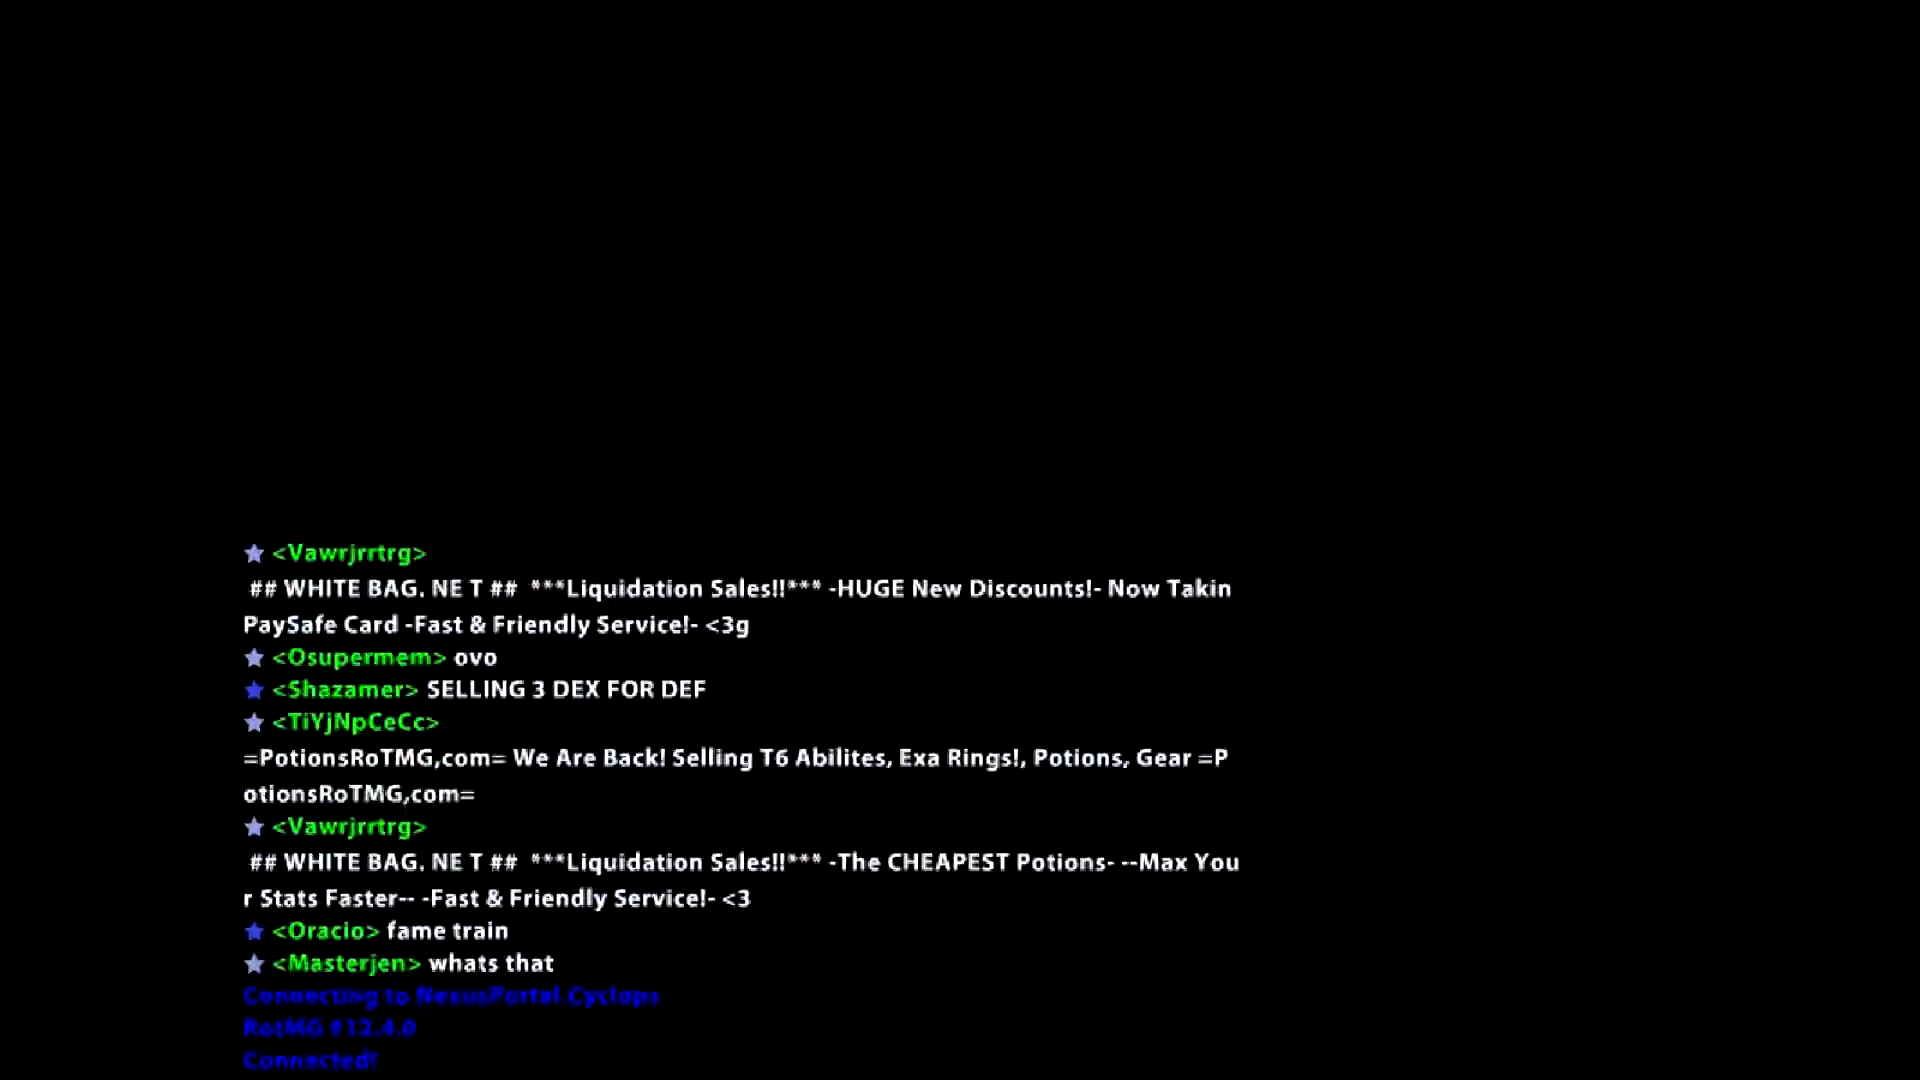 <Vawrjrrtrg>
## WHITE BAG. NE T ## ***Liquidation Sales!!*** -HUGE New Discounts!- Now Takin
PaySafe Card -Fast & Friendly Service!- <3g
<Osupermem> ovo
<Shazamer> SELLING 3 DEX FOR DEF
<TiYjNpCeCc>
=PotionsRoTMG,com= We Are Back! Selling T6 Abilites, Exa Rings!, Potions, Gear =P
otionsRoTMG,com=
<Vawrjrrtrg>
## WHITE BAG. NE T ## ***Liquidation Sales!!*** -The CHEAPEST Potions- --Max You
r Stats Faster-- -Fast & Friendly Service!- <3
<Oracio> fame train
<Masterjen> whats that
Connecting to NexusPortal.Cyclops
RotMG #12.4.0
Connected!